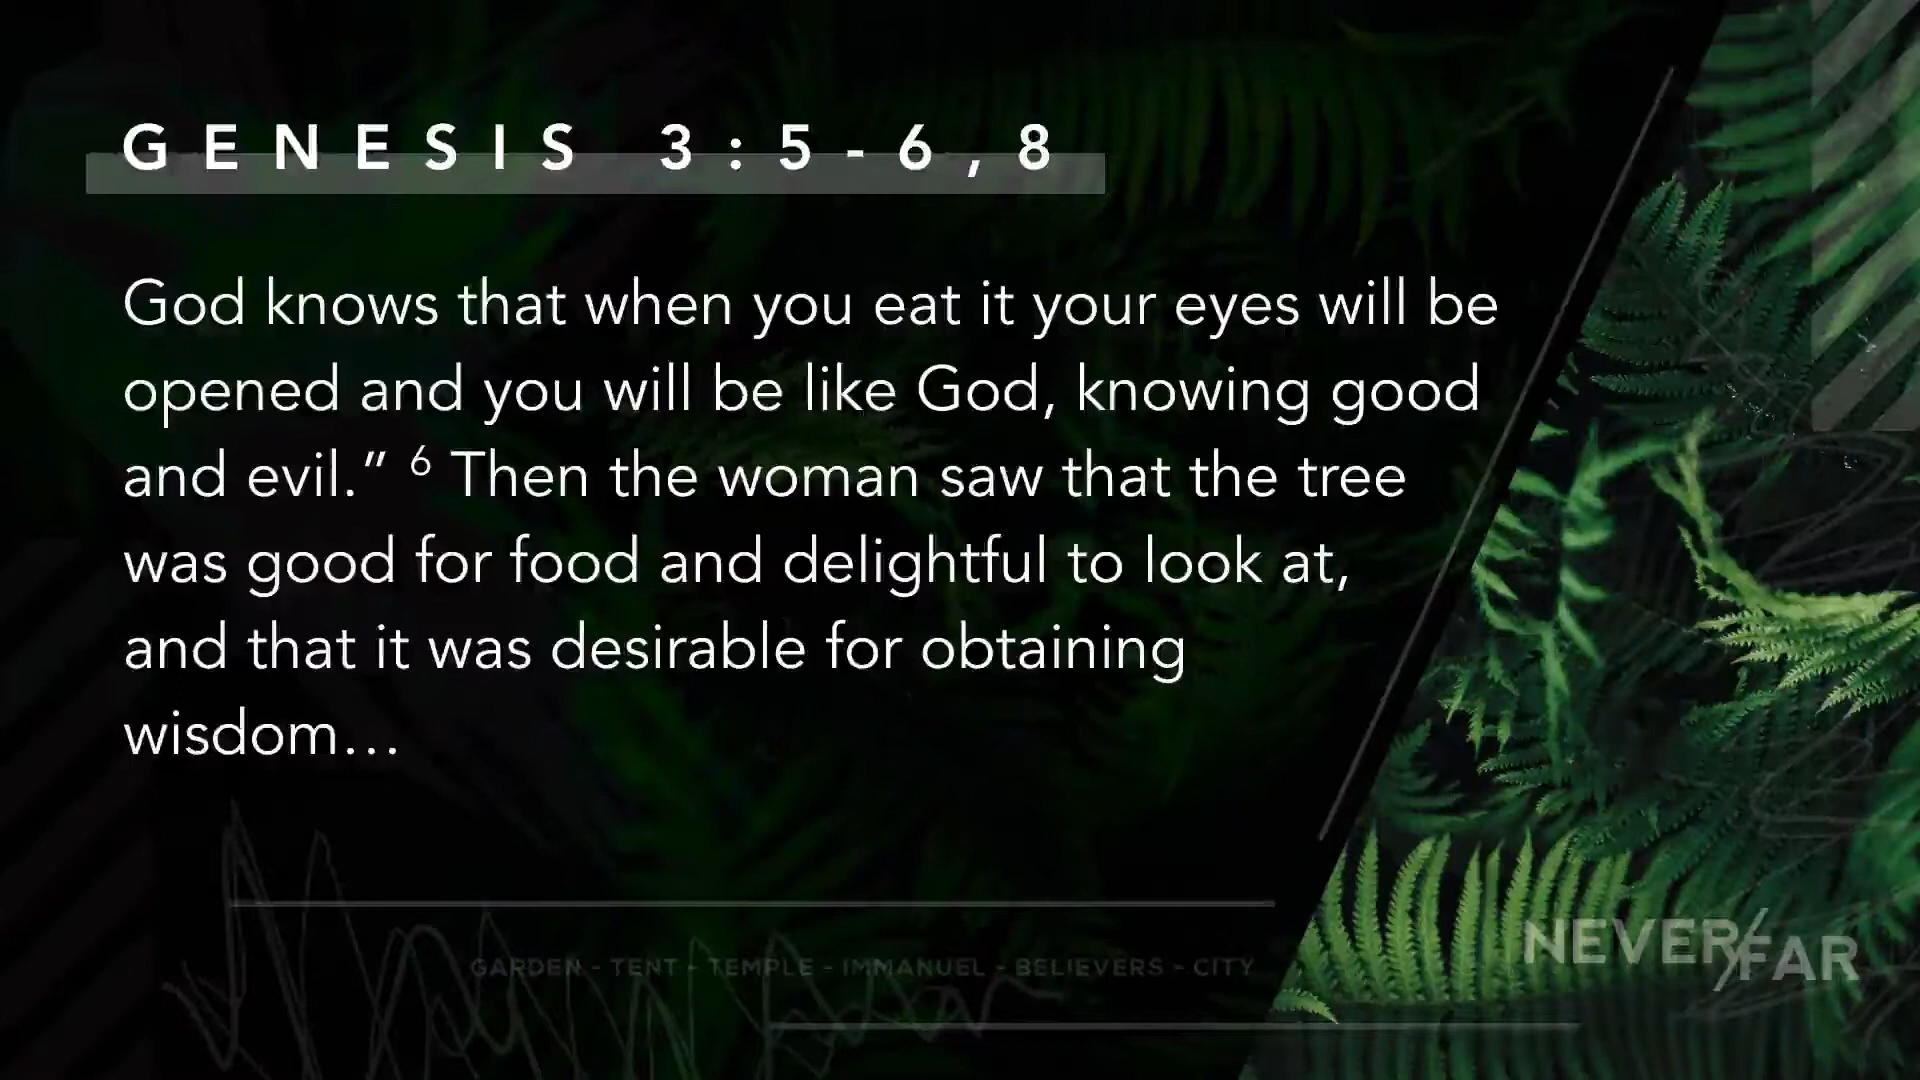 GENESIS 3:5-6,8
God knows that when you eat it your eyes will be
opened and you will be like God, knowing good
and evil.” ⁶ Then the woman saw that the tree
was good for food and delightful to look at,
and that it was desirable for obtaining
wisdom...
GARDEN - TENT - TEMPLE - IMMANUEL - BELIEVERS - CITY
NEVER/FAR